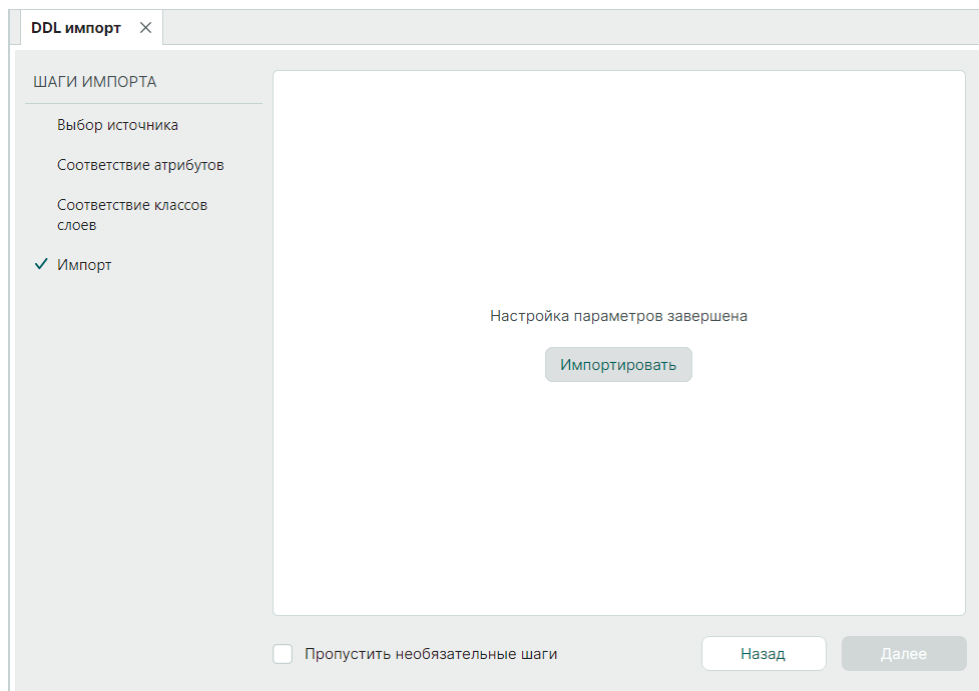 DDL импорт
ШАГИ ИМПОРТА
Выбор источника
Соответствие атрибутов
Соответствие классов
слоев
Импорт
Настройка параметров завершена
Импортировать
Пропустить необязательные шаги
Назад
Далее